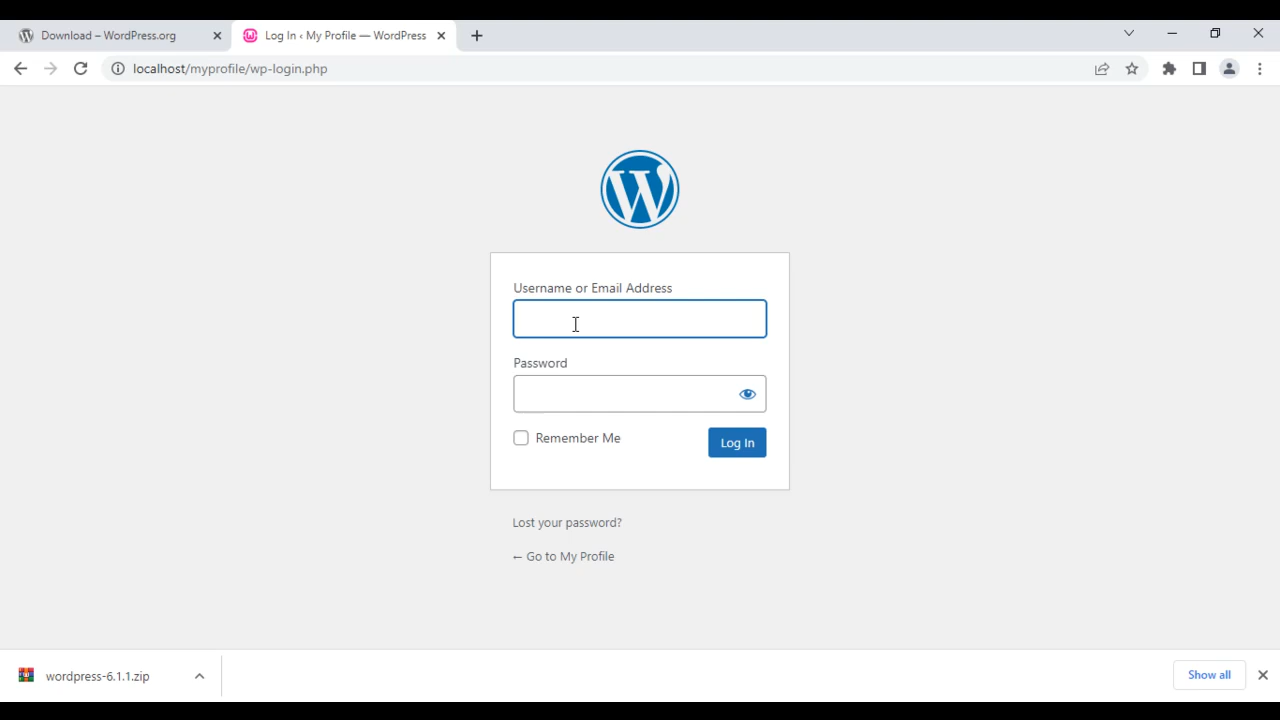 Download – WordPress.org
Log In ‹ My Profile — WordPress
localhost/myprofile/wp-login.php
Username or Email Address
Password
Remember Me
Log In
Lost your password?
← Go to My Profile
wordpress-6.1.1.zip
Show all